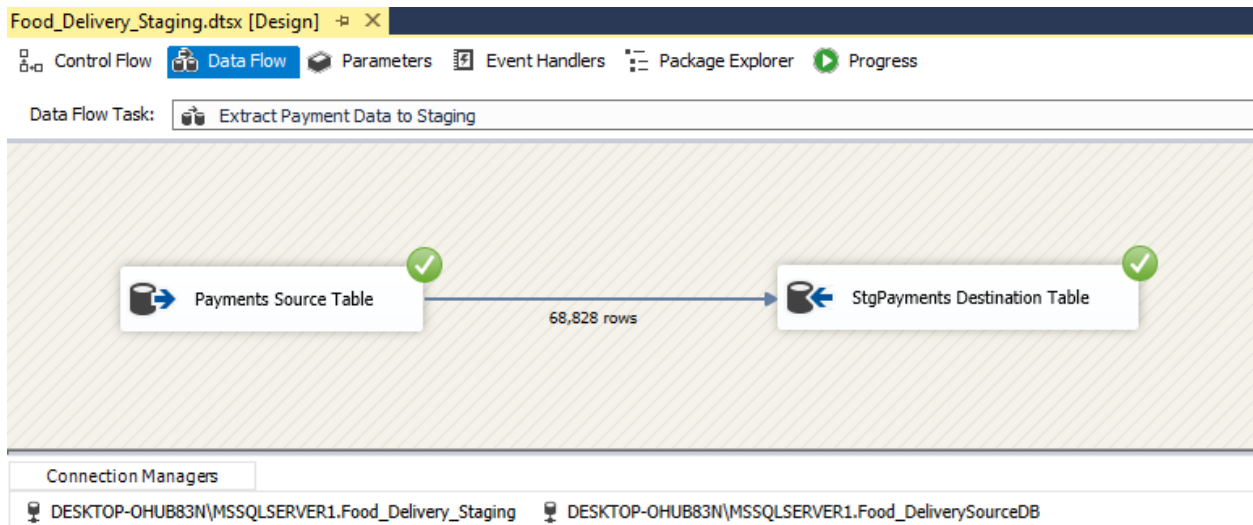 Food_Delivery_Staging.dtsx [Design]
Control Flow Data Flow Parameters Event Handlers Package Explorer Progress
Data Flow Task: Extract Payment Data to Staging
Payments Source Table StgPayments Destination Table
68,828 rows
Connection Managers
DESKTOP-OHUB83N\MSSQLSERVER1.Food_Delivery_Staging DESKTOP-OHUB83N\MSSQLSERVER1.Food_DeliverySourceDB